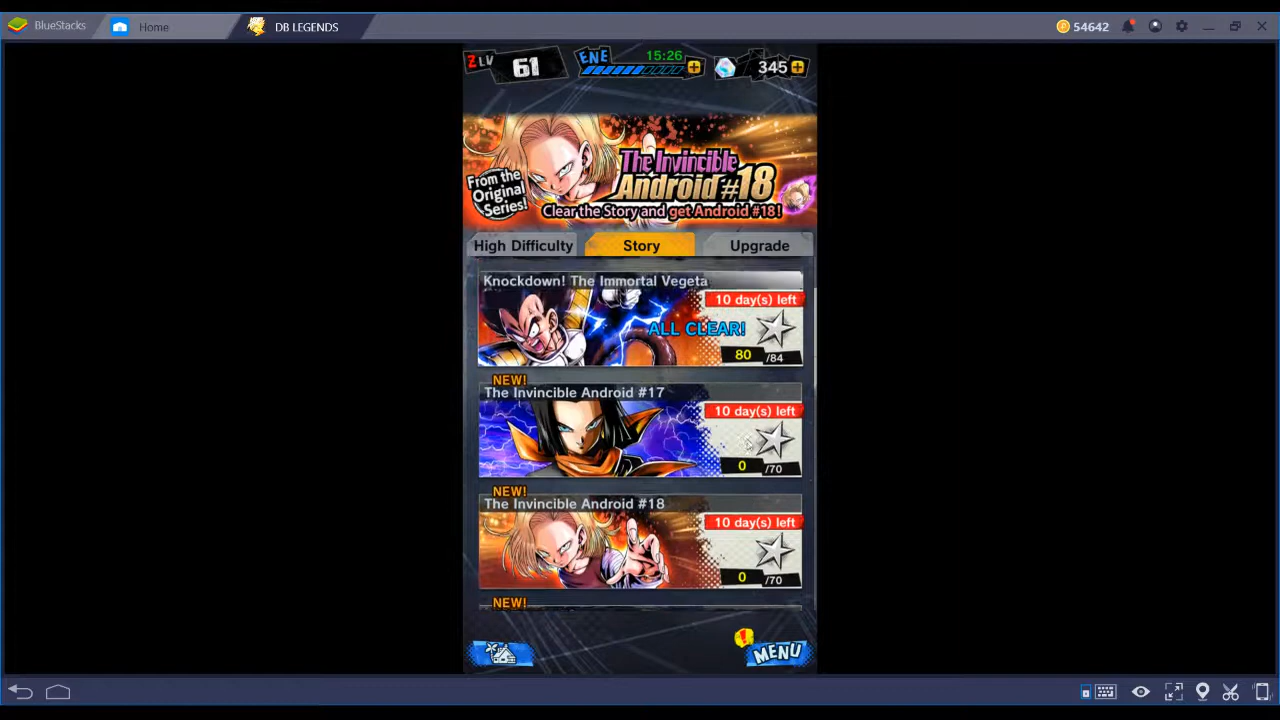 BlueStacks
Home
DB LEGENDS
54642
Z LV 61
ENE
15:26
345
From the Original Series!
The Invincible Android #18
Clear the Story and get Android #18!
High Difficulty
Story
Upgrade
Knockdown! The Immortal Vegeta
10 day(s) left
ALL CLEAR!
80 /84
NEW!
The Invincible Android #17
10 day(s) left
0 /70
NEW!
The Invincible Android #18
10 day(s) left
0 /70
NEW!
!
MENU